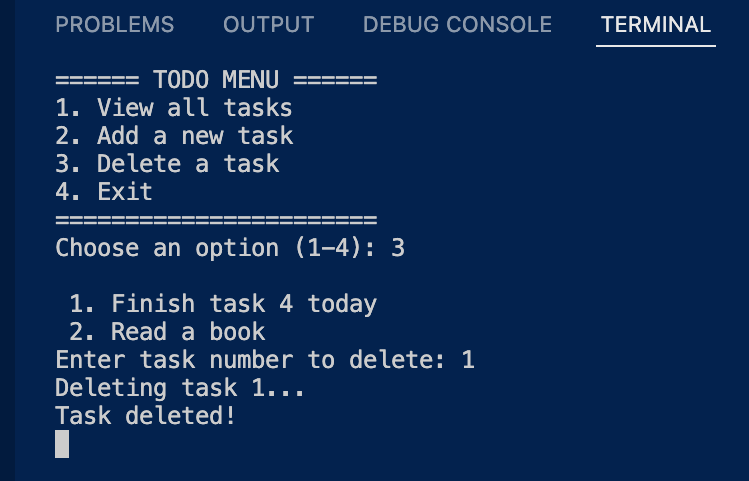 PROBLEMS OUTPUT DEBUG CONSOLE TERMINAL
====== TODO MENU ======
1. View all tasks
2. Add a new task
3. Delete a task
4. Exit
=======================
Choose an option (1-4): 3
1. Finish task 4 today
2. Read a book
Enter task number to delete: 1
Deleting task 1...
Task deleted!